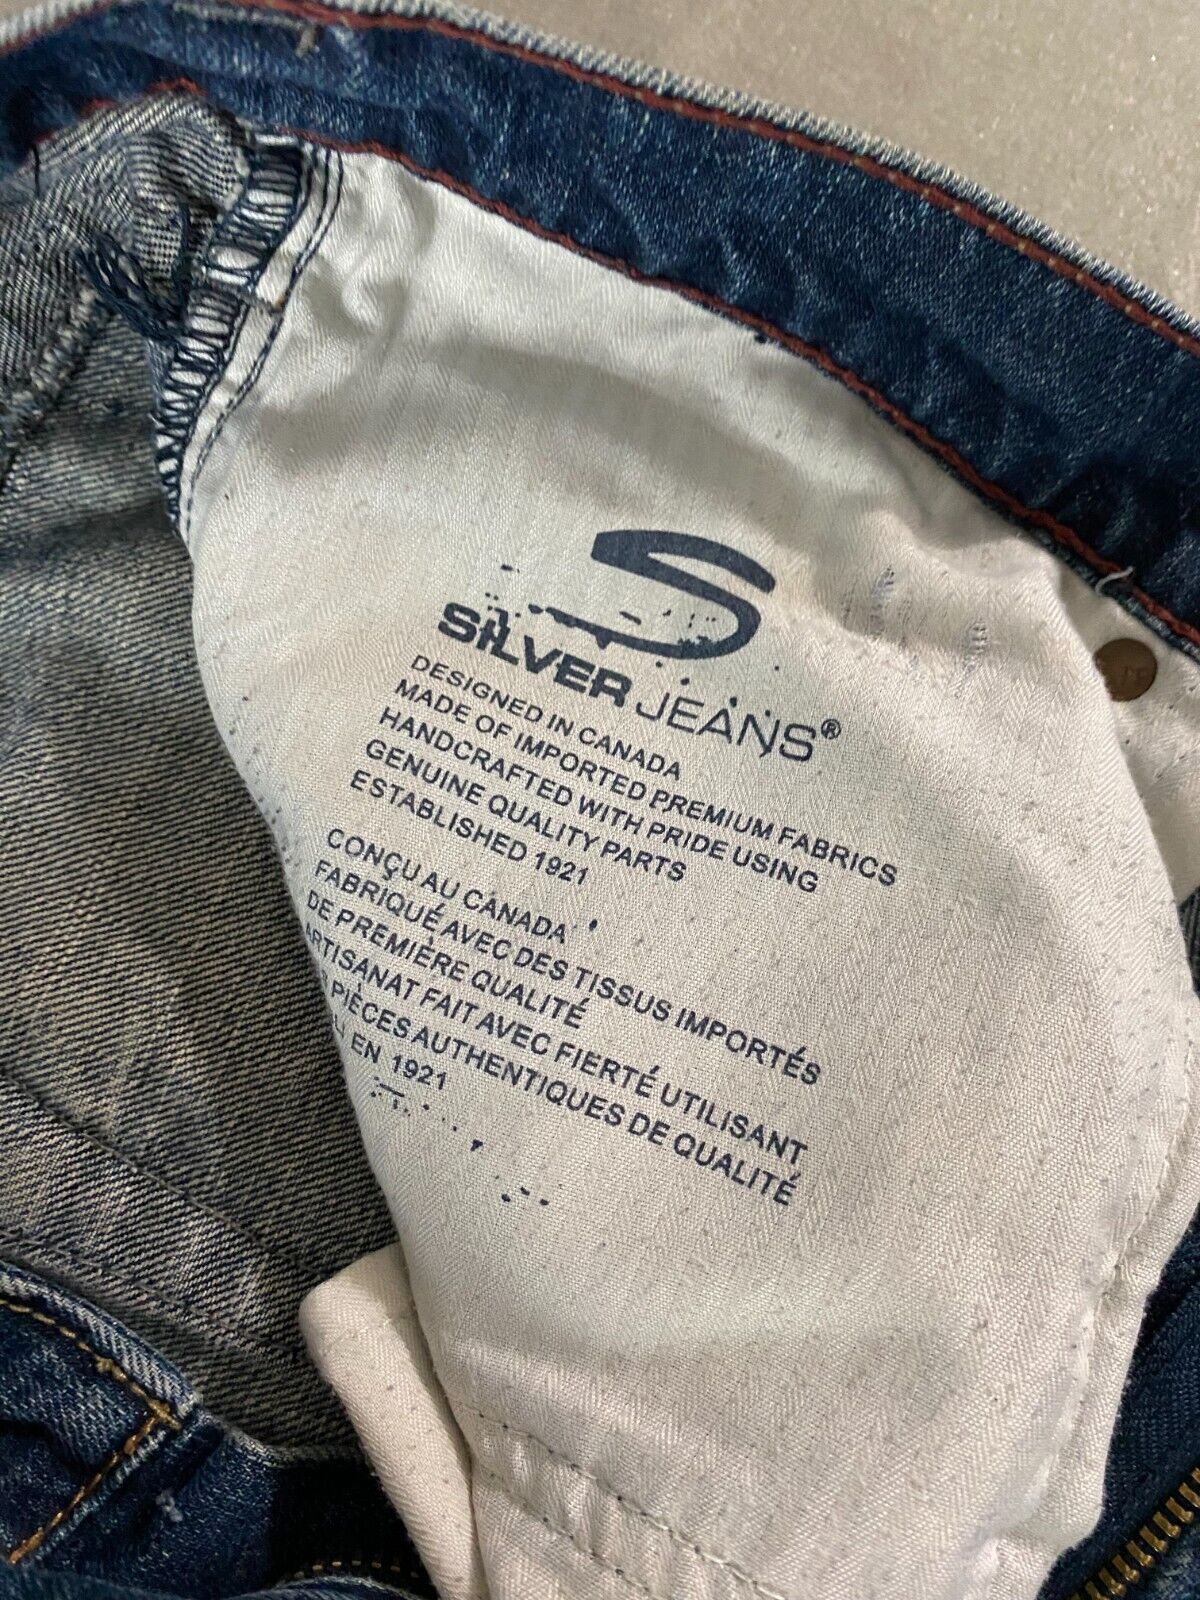 S
SILVER JEANS®
DESIGNED IN CANADA
MADE OF IMPORTED PREMIUM FABRICS
HANDCRAFTED WITH PRIDE USING
GENUINE QUALITY PARTS
ESTABLISHED 1921
CONÇU AU CANADA
FABRIQUÉ AVEC DES TISSUS IMPORTÉS
DE PREMIÈRE QUALITÉ
ARTISANAT FAIT AVEC FIERTÉ UTILISANT
PIÈCES AUTHENTIQUES DE QUALITÉ
EN 1921